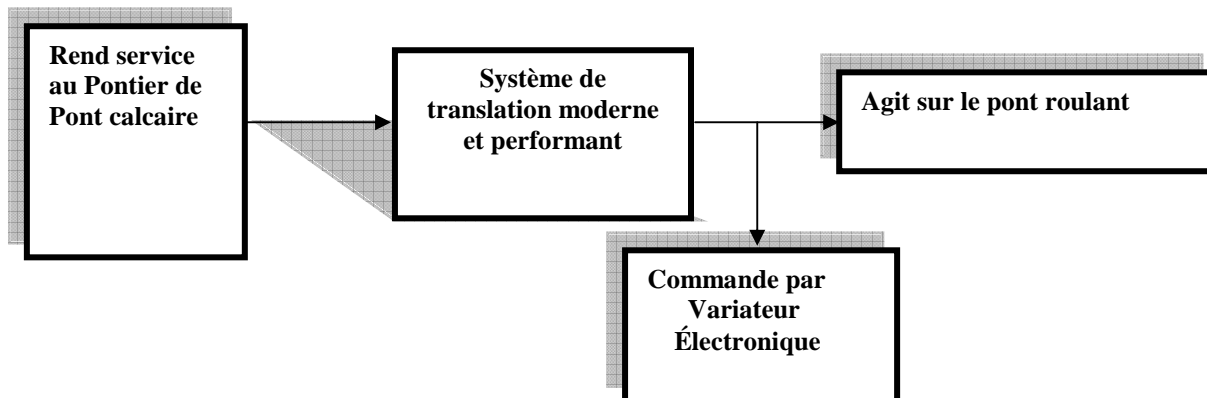 Rend service
au Pontier de
Pont calcaire
Système de
translation moderne
et performant
Agit sur le pont roulant
Commande par
Variateur
Électronique